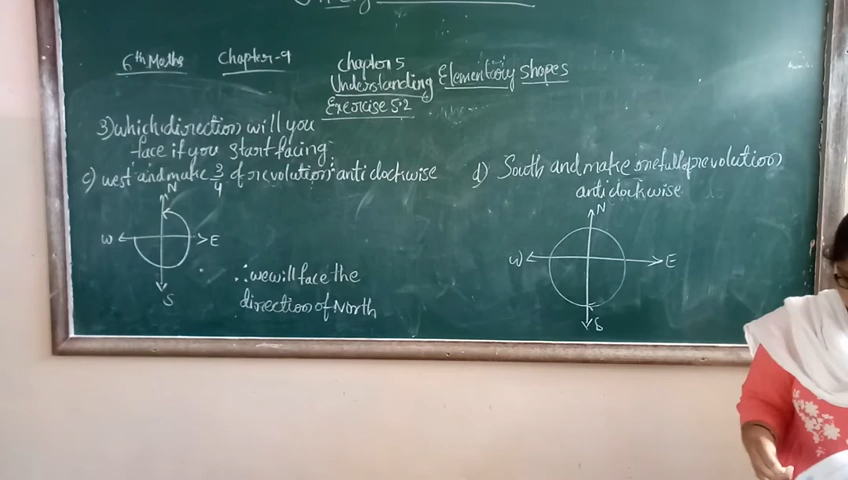 6th Maths Chapter-9
Chapter 5
Understanding Elementary Shapes
Exercise 5.2
3) which direction will you
face if you start facing:
c) west and make 3/4 of revolution anti clockwise
N
W E
S
∴ we will face the
direction of North
d) South and make one full of revolution
anti clockwise
N
W E
S